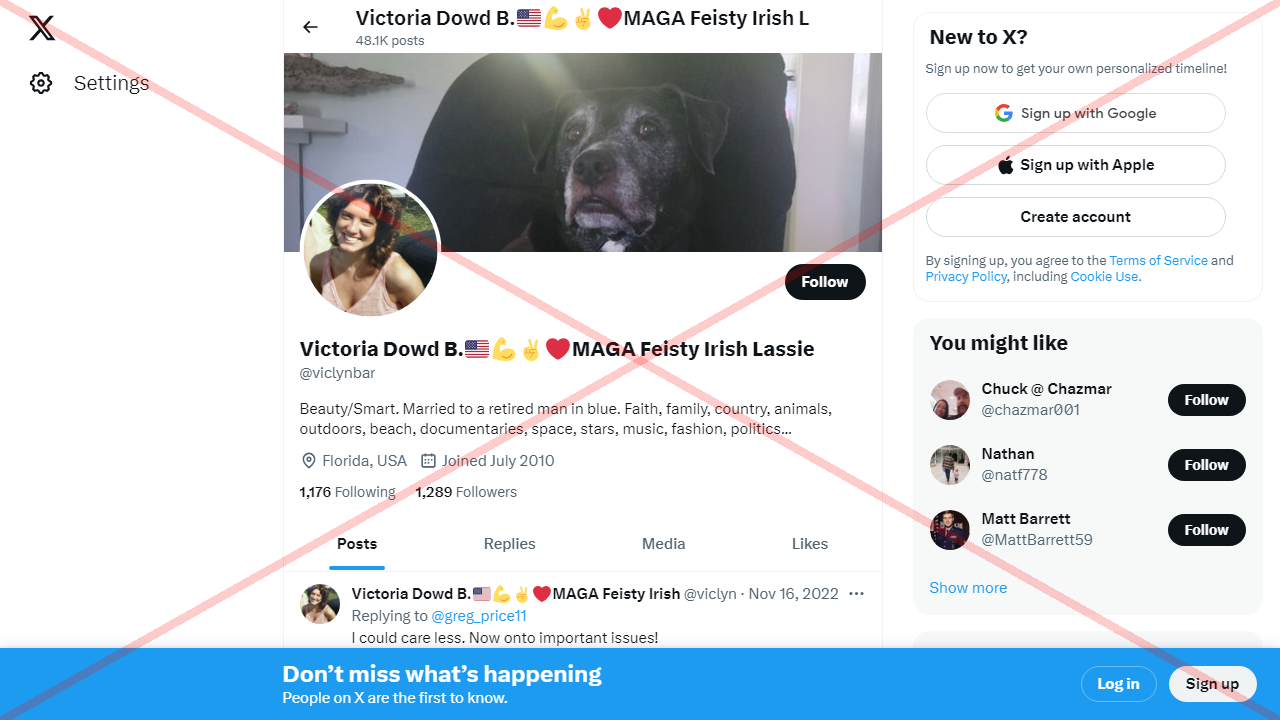 Settings
Victoria Dowd B.🇺🇸💪✌❤MAGA Feisty Irish L
48.1K posts
Follow
Victoria Dowd B.🇺🇸💪✌❤MAGA Feisty Irish Lassie
@viclynbar
Beauty/Smart. Married to a retired man in blue. Faith, family, country, animals,
outdoors, beach, documentaries, space, stars, music, fashion, politics...
Florida, USA Joined July 2010
1,176 Following 1,289 Followers
Posts Replies Media Likes
Victoria Dowd B.🇺🇸💪✌❤MAGA Feisty Irish @viclyn · Nov 16, 2022 ...
Replying to @greg_price11
I could care less. Now onto important issues!
New to X?
Sign up now to get your own personalized timeline!
Sign up with Google
Sign up with Apple
Create account
By signing up, you agree to the Terms of Service and
Privacy Policy, including Cookie Use.
You might like
Chuck @ Chazmar
@chazmar001
Follow
Nathan
@natf778
Follow
Matt Barrett
@MattBarrett59
Follow
Show more
Don’t miss what’s happening
People on X are the first to know.
Log in
Sign up